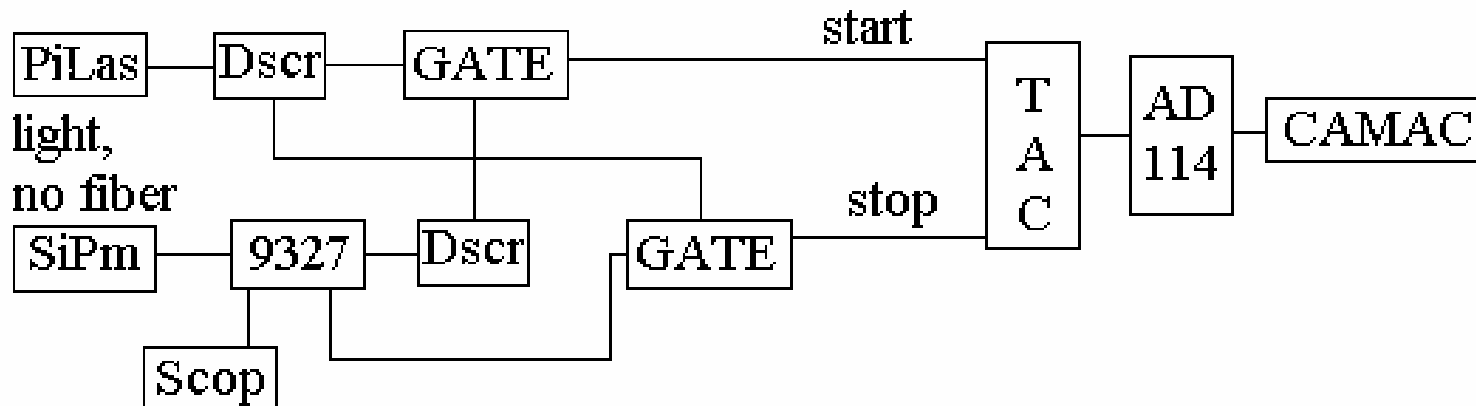 PiLas
Dscr
GATE
start
T
A
C
AD
114
CAMAC
light,
no fiber
SiPm
9327
Dscr
GATE
stop
Scop